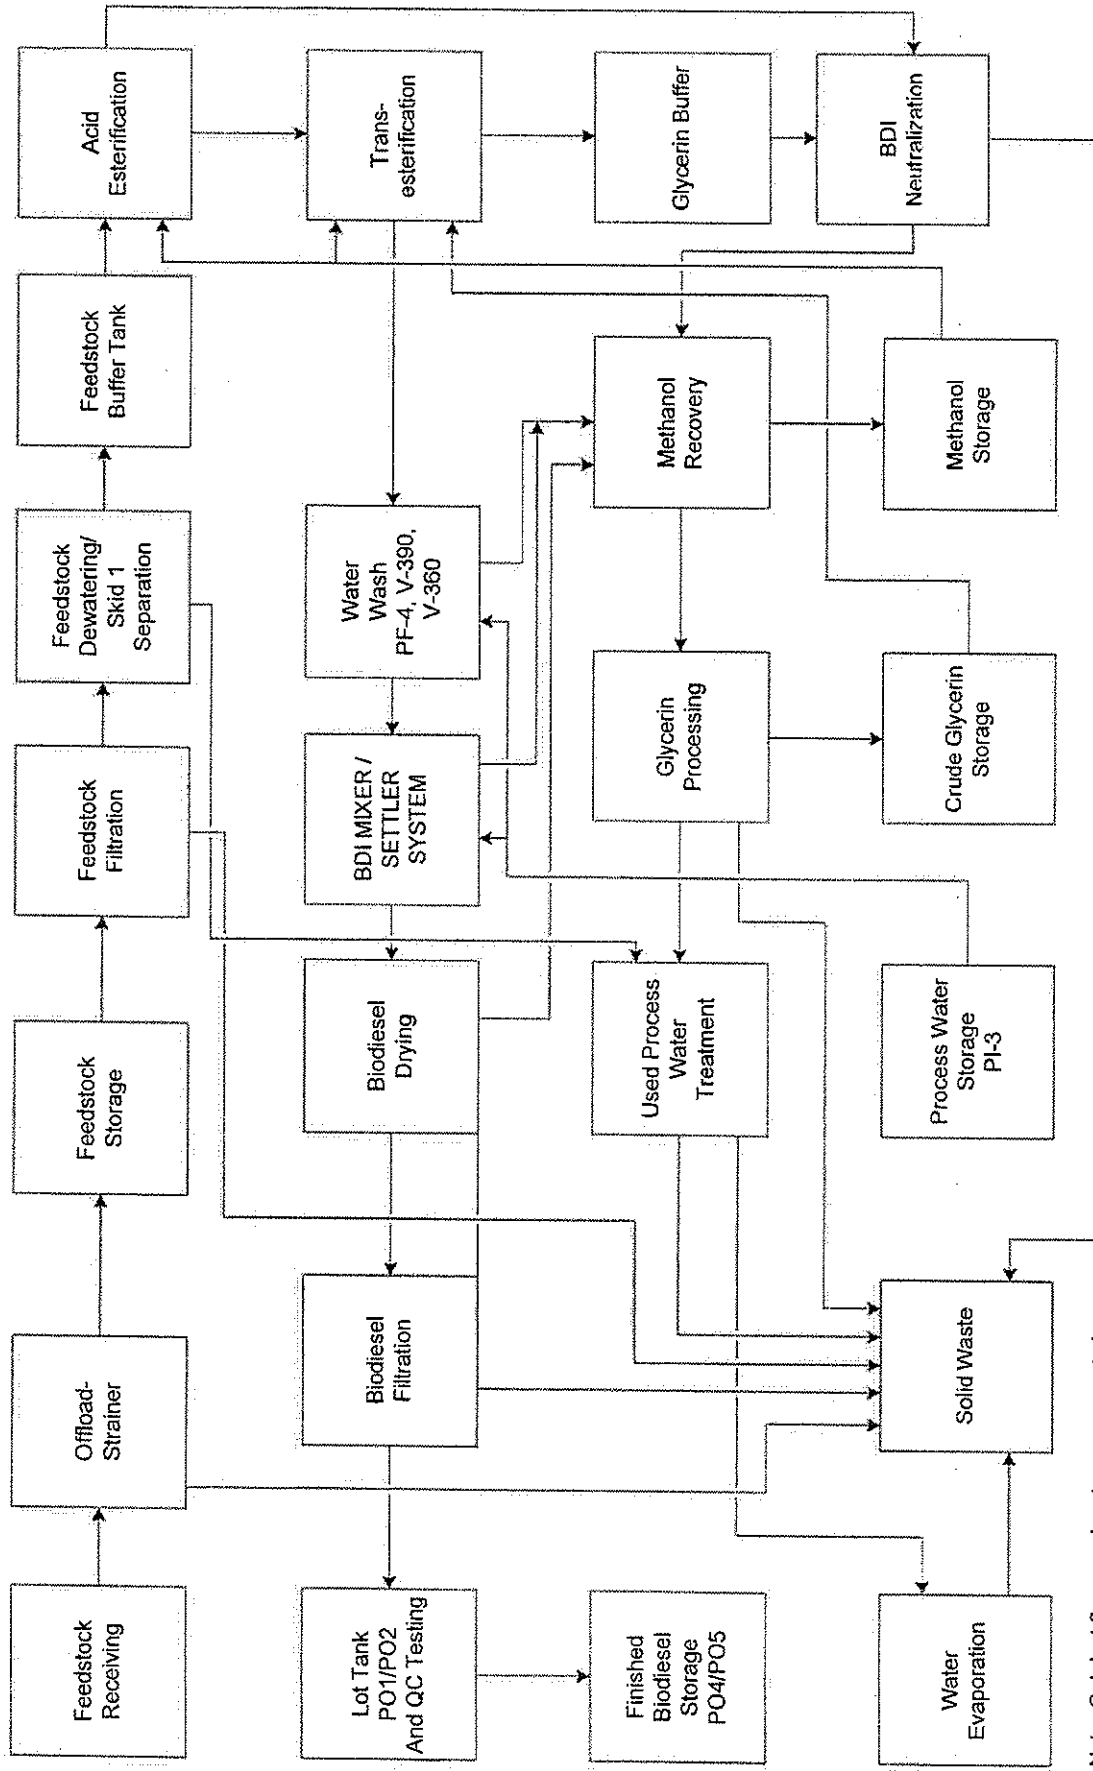 Feedstock
Receiving
Offload-
Strainer
Feedstock
Storage
Feedstock
Filtration
Feedstock
Dewatering/
Skid 1
Separation
Feedstock
Buffer Tank
Acid
Esterification
Lot Tank
PO1/PO2
And QC Testing
Biodiesel
Filtration
Biodiesel
Drying
BDI MIXER /
SETTLER
SYSTEM
Water
Wash
PF-4, V-390,
V-360
Trans-
esterification
Finished
Biodiesel
Storage
PO4/PO5
Used Process
Water
Treatment
Glycerin
Processing
Methanol
Recovery
Glycerin Buffer
Water
Evaporation
Solid Waste
Process Water
Storage
PI-3
Crude Glycerin
Storage
Methanol
Storage
BDI
Neutralization